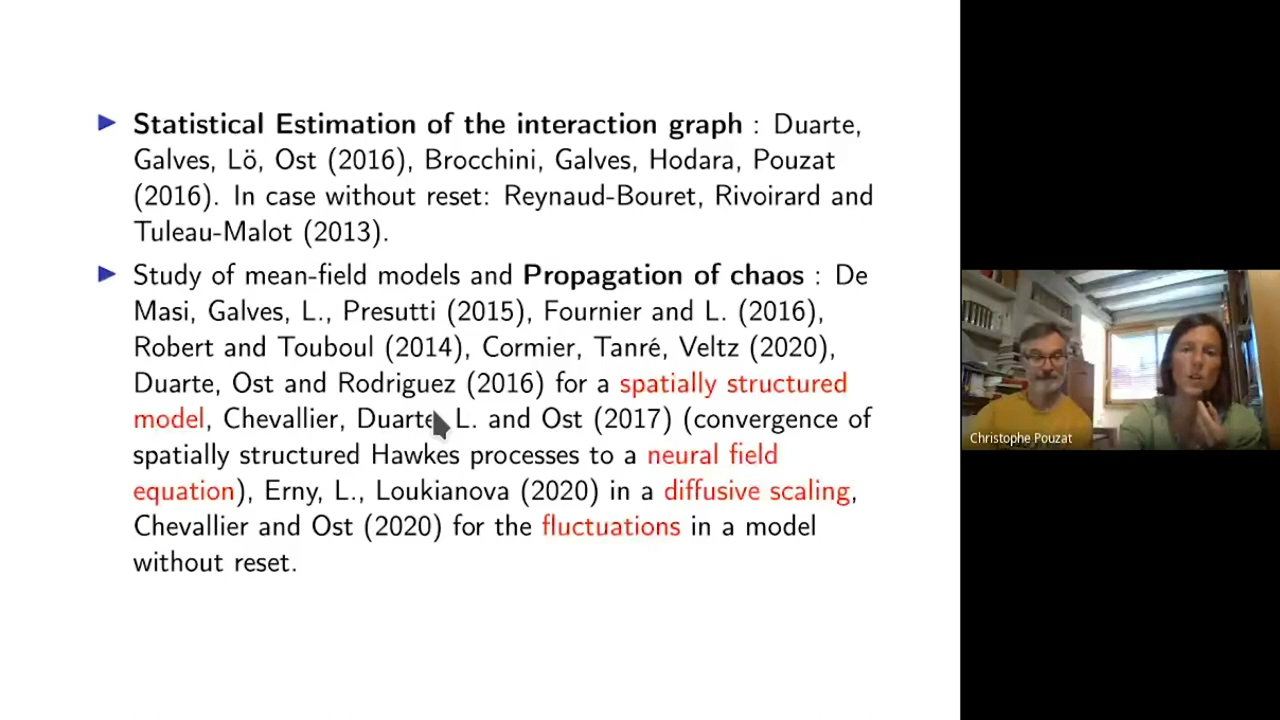 Statistical Estimation of the interaction graph : Duarte,
Galves, Lö, Ost (2016), Brocchini, Galves, Hodara, Pouzat
(2016). In case without reset: Reynaud-Bouret, Rivoirard and
Tuleau-Malot (2013).
Study of mean-field models and Propagation of chaos : De
Masi, Galves, L., Presutti (2015), Fournier and L. (2016),
Robert and Touboul (2014), Cormier, Tanré, Veltz (2020),
Duarte, Ost and Rodriguez (2016) for a spatially structured
model, Chevallier, Duarte, L. and Ost (2017) (convergence of
spatially structured Hawkes processes to a neural field
equation), Erny, L., Loukianova (2020) in a diffusive scaling,
Chevallier and Ost (2020) for the fluctuations in a model
without reset.
Christophe Pouzat